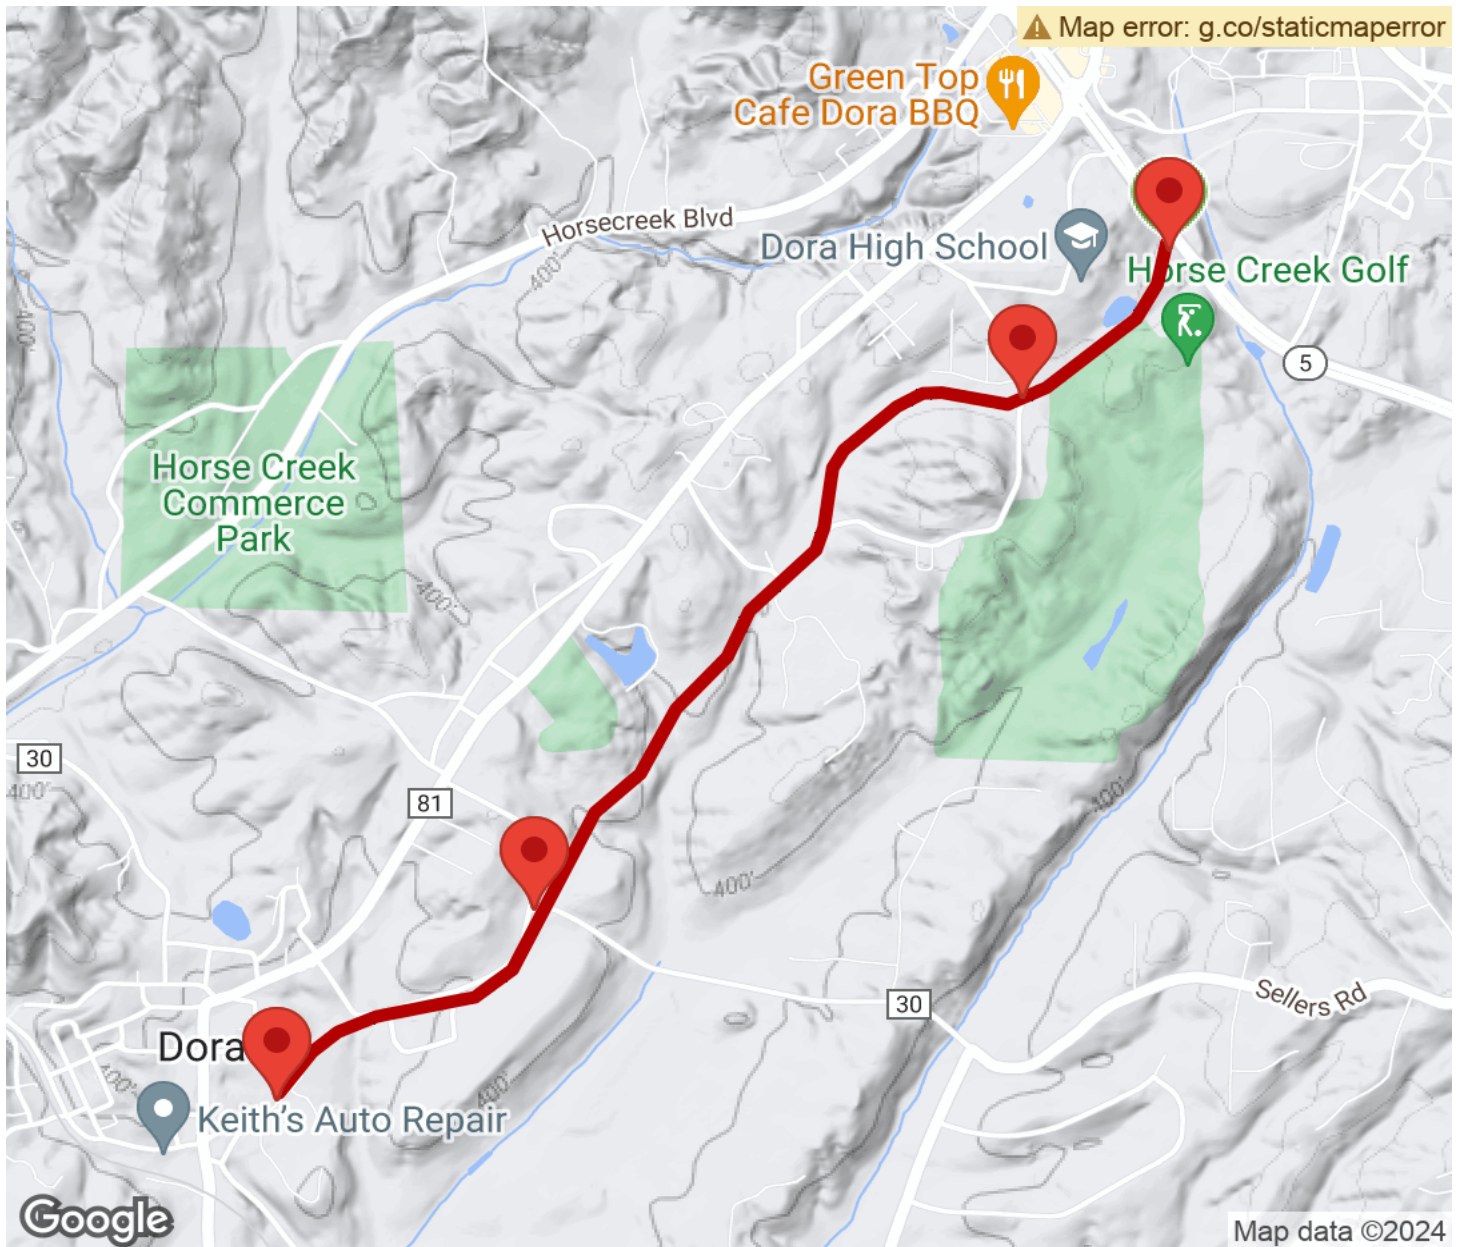 Map error: g.co/staticmaperror
Green Top
Cafe Dora BBQ
Horsecreek Blvd
Dora High School
400'
Horse Creek Golf
400'
5
Horse Creek
Commerce
Park
400'
30
400'
81
400'
400'
30
Sellers Rd
Dora
400'
400'
Keith's Auto Repair
Google
Map data ©2024